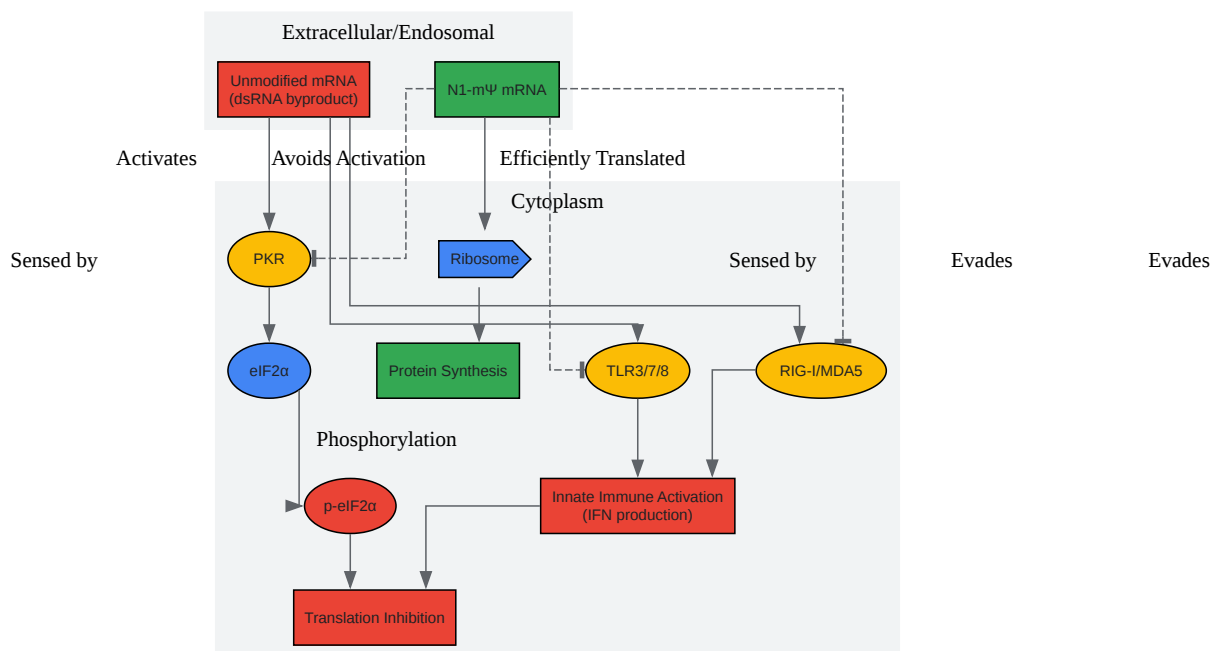 Extracellular/Endosomal
Unmodified mRNA
(dsRNA byproduct)
N1-mΨ mRNA
Activates
Avoids Activation
Efficiently Translated
Cytoplasm
Sensed by
PKR
Ribosome
Sensed by
Evades
Evades
eIF2α
Protein Synthesis
TLR3/7/8
RIG-I/MDA5
Phosphorylation
p-eIF2α
Innate Immune Activation
(IFN production)
Translation Inhibition